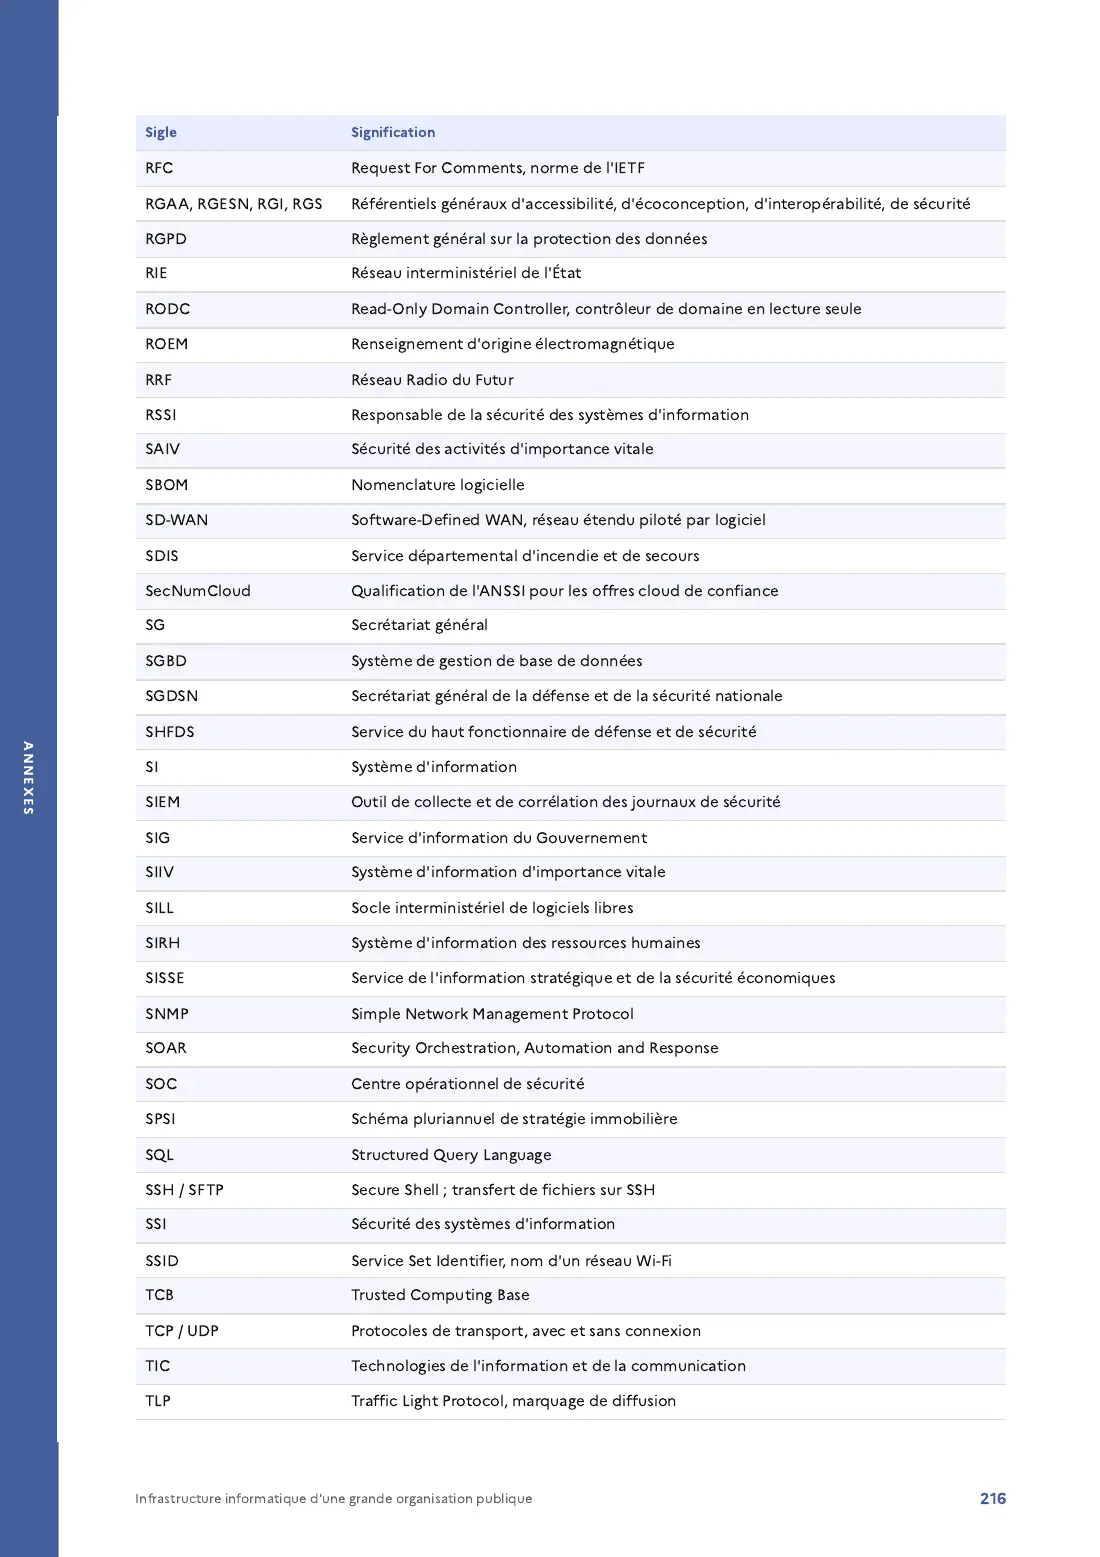 Sigle Signification
RFC Request For Comments, norme de l'IETF
RGAA, RGESN, RGI, RGS Référentiels généraux d'accessibilité, d'écoconception, d'interopérabilité, de sécurité
RGPD Règlement général sur la protection des données
RIE Réseau interministériel de l'État
RODC Read-Only Domain Controller, contrôleur de domaine en lecture seule
ROEM Renseignement d'origine électromagnétique
RRF Réseau Radio du Futur
RSSI Responsable de la sécurité des systèmes d'information
SAIV Sécurité des activités d'importance vitale
SBOM Nomenclature logicielle
SD-WAN Software-Defined WAN, réseau étendu piloté par logiciel
SDIS Service départemental d'incendie et de secours
SecNumCloud Qualification de l'ANSSI pour les offres cloud de confiance
SG Secrétariat général
SGBD Système de gestion de base de données
SGDSN Secrétariat général de la défense et de la sécurité nationale
SHFDS Service du haut fonctionnaire de défense et de sécurité
SI Système d'information
SIEM Outil de collecte et de corrélation des journaux de sécurité
SIG Service d'information du Gouvernement
SIIV Système d'information d'importance vitale
SILL Socle interministériel de logiciels libres
SIRH Système d'information des ressources humaines
SISSE Service de l'information stratégique et de la sécurité économiques
SNMP Simple Network Management Protocol
SOAR Security Orchestration, Automation and Response
SOC Centre opérationnel de sécurité
SPSI Schéma pluriannuel de stratégie immobilière
SQL Structured Query Language
SSH / SFTP Secure Shell ; transfert de fichiers sur SSH
SSI Sécurité des systèmes d'information
SSID Service Set Identifier, nom d'un réseau Wi-Fi
TCB Trusted Computing Base
TCP / UDP Protocoles de transport, avec et sans connexion
TIC Technologies de l'information et de la communication
TLP Traffic Light Protocol, marquage de diffusion
ANNEXES
Infrastructure informatique d'une grande organisation publique 216